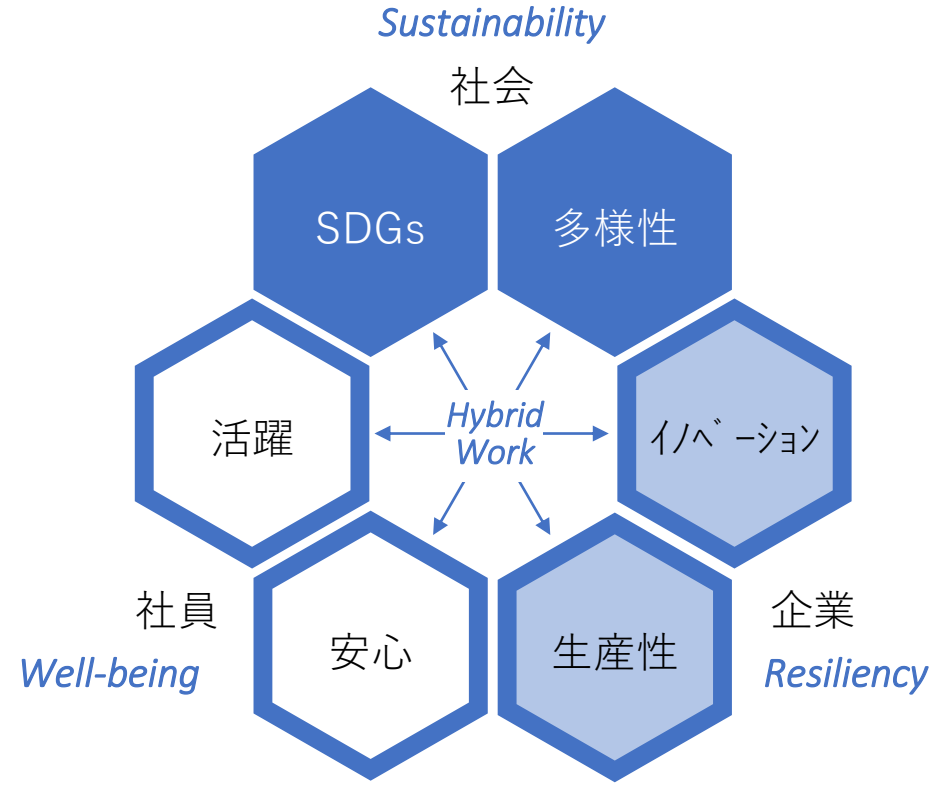 Sustainability
社会
SDGs
多様性
活躍
Hybrid
Work
ｲﾉﾍﾞｰｼｮﾝ
社員
Well-being
安心
生産性
企業
Resiliency